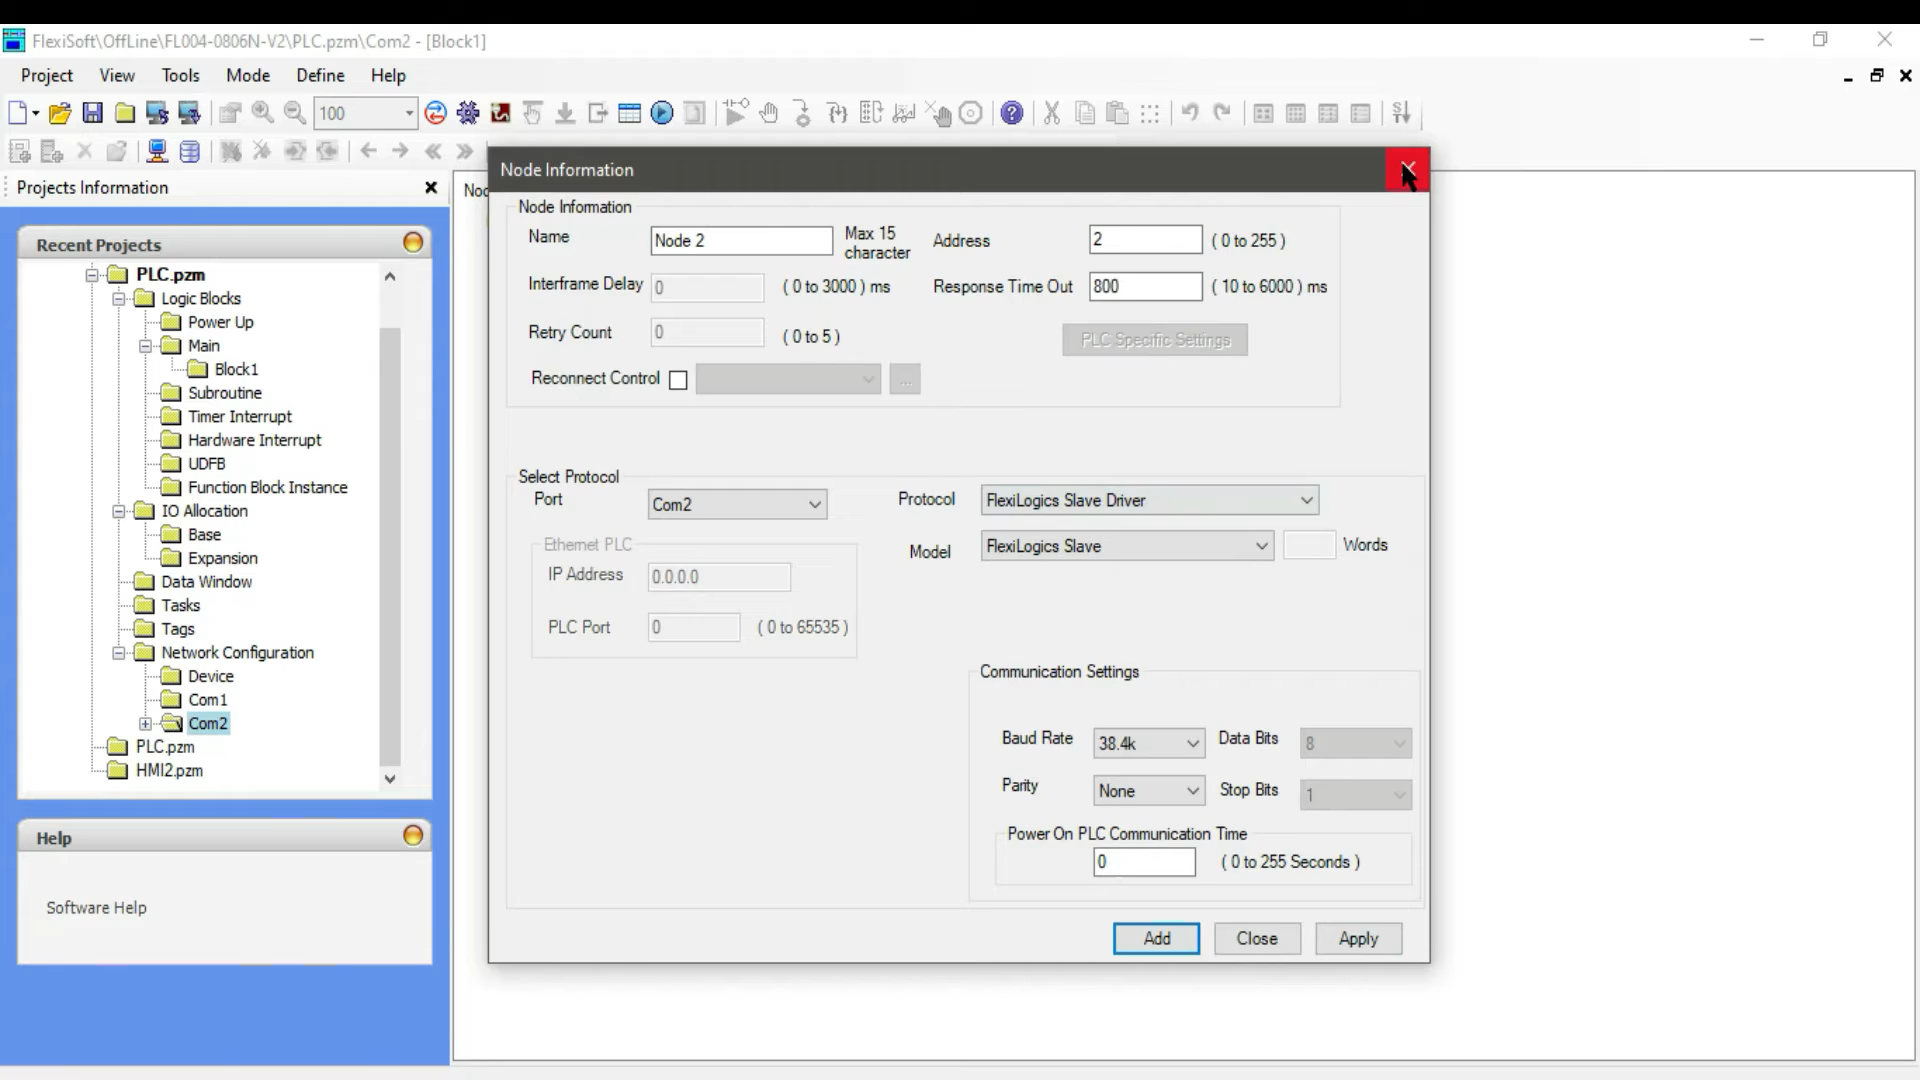 FlexiSoft\OffLine\FL004-0806N-V2\PLC.pzm\Com2 - [Block1]
Project View Tools Mode Define Help
100
Projects Information
Recent Projects
PLC.pzm
Logic Blocks
Power Up
Main
Block1
Subroutine
Timer Interrupt
Hardware Interrupt
UDFB
Function Block Instance
IO Allocation
Base
Expansion
Data Window
Tasks
Tags
Network Configuration
Device
Com1
Com2
PLC.pzm
HMI2.pzm
Help
Software Help
Noc
Node Information
Node Information
Name Node 2 Max 15 character Address 2 ( 0 to 255 )
Interframe Delay 0 ( 0 to 3000 ) ms Response Time Out 800 ( 10 to 6000 ) ms
Retry Count 0 ( 0 to 5 ) PLC Specific Settings
Reconnect Control ...
Select Protocol
Port Com2 Protocol FlexiLogics Slave Driver
Ethernet PLC Model FlexiLogics Slave Words
IP Address 0.0.0.0
PLC Port 0 ( 0 to 65535 )
Communication Settings
Baud Rate 38.4k Data Bits 8
Parity None Stop Bits 1
Power On PLC Communication Time
0 ( 0 to 255 Seconds )
Add Close Apply